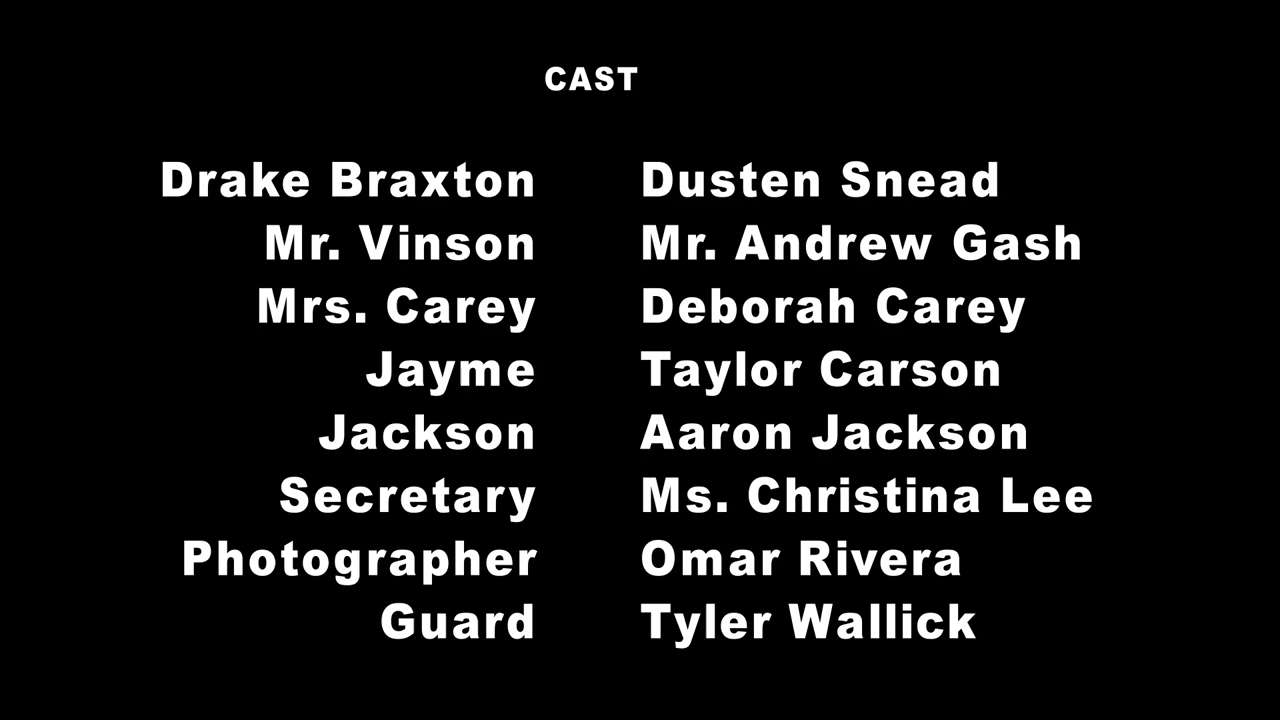 CAST
Drake Braxton Dusten Snead
Mr. Vinson Mr. Andrew Gash
Mrs. Carey Deborah Carey
Jayme Taylor Carson
Jackson Aaron Jackson
Secretary Ms. Christina Lee
Photographer Omar Rivera
Guard Tyler Wallick